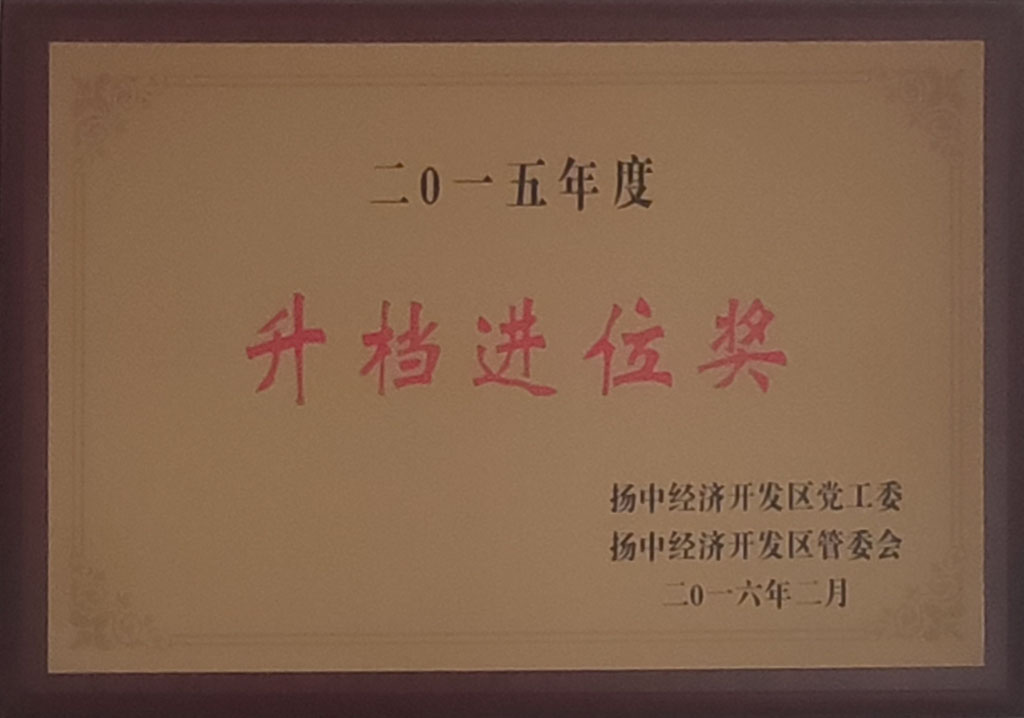 二0一五年度
升档进位奖
扬中经济开发区党工委
扬中经济开发区管委会
二0一六年二月